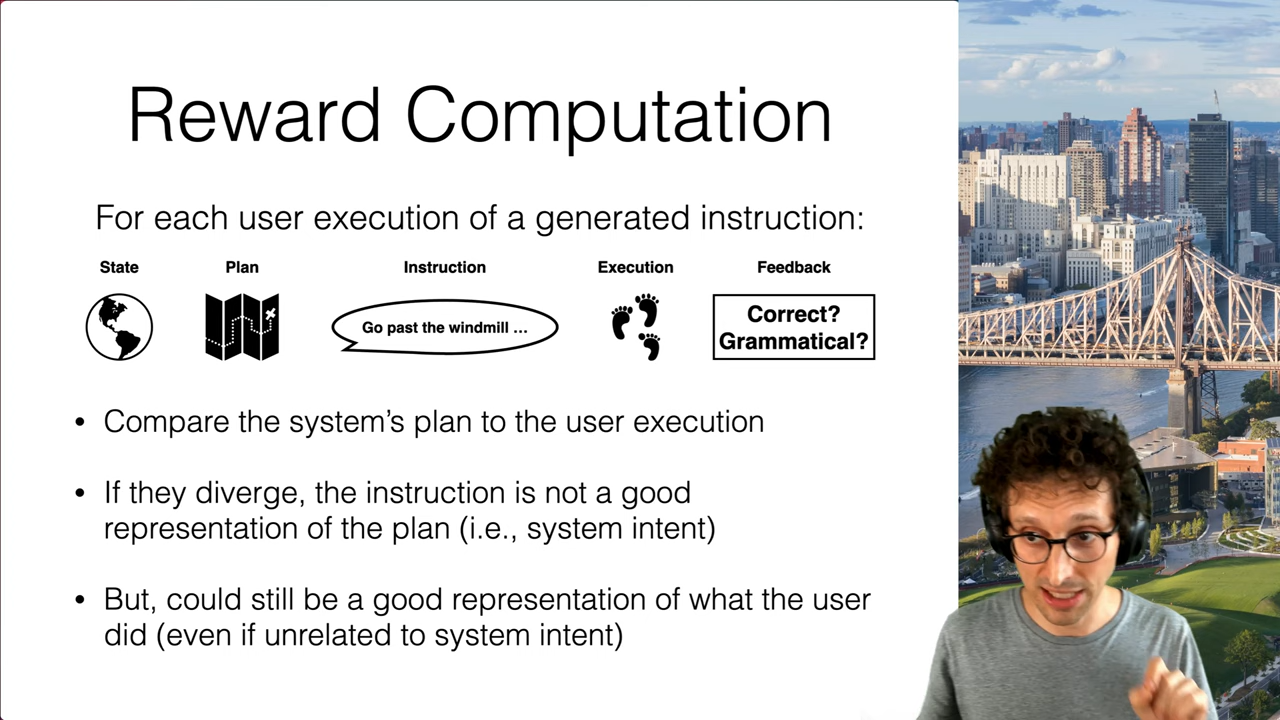 Reward Computation
For each user execution of a generated instruction:
State Plan Instruction Execution Feedback
Go past the windmill ...
Correct?
Grammatical?
• Compare the system's plan to the user execution
• If they diverge, the instruction is not a good
representation of the plan (i.e., system intent)
• But, could still be a good representation of what the user
did (even if unrelated to system intent)